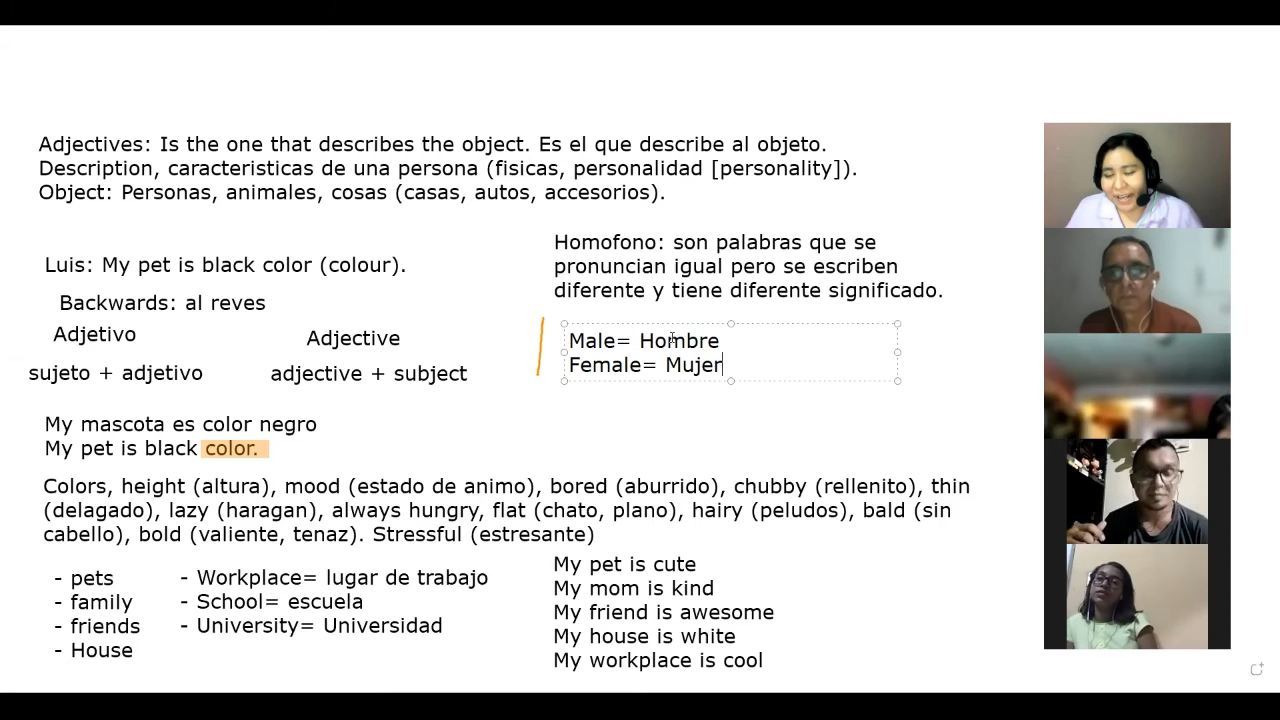 Adjectives: Is the one that describes the object. Es el que describe al objeto.
Description, caracteristicas de una persona (fisicas, personalidad [personality]).
Object: Personas, animales, cosas (casas, autos, accesorios).
Luis: My pet is black color (colour).
Backwards: al reves
Adjetivo
Adjective
sujeto + adjetivo
adjective + subject
Homofono: son palabras que se
pronuncian igual pero se escriben
diferente y tiene diferente significado.
Male= Hombre
Female= Mujer
My mascota es color negro
My pet is black color.
Colors, height (altura), mood (estado de animo), bored (aburrido), chubby (rellenito), thin
(delagado), lazy (haragan), always hungry, flat (chato, plano), hairy (peludos), bald (sin
cabello), bold (valiente, tenaz). Stressful (estresante)
- pets
- family
- friends
- House
- Workplace= lugar de trabajo
- School= escuela
- University= Universidad
My pet is cute
My mom is kind
My friend is awesome
My house is white
My workplace is cool